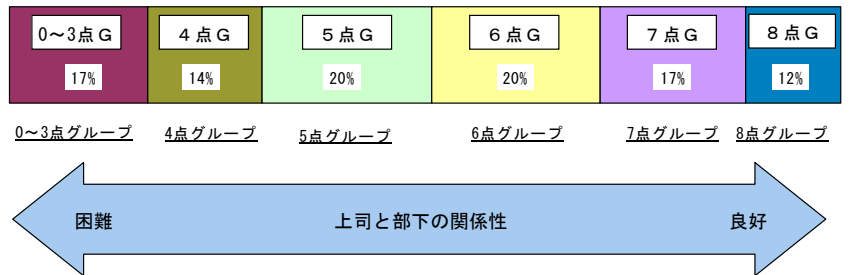 0～3点G ４点G ５点G ６点G ７点G ８点G
17% 14% 20% 20% 17% 12%
0～3点グループ 4点グループ 5点グループ 6点グループ 7点グループ 8点グループ
困難 上司と部下の関係性 良好